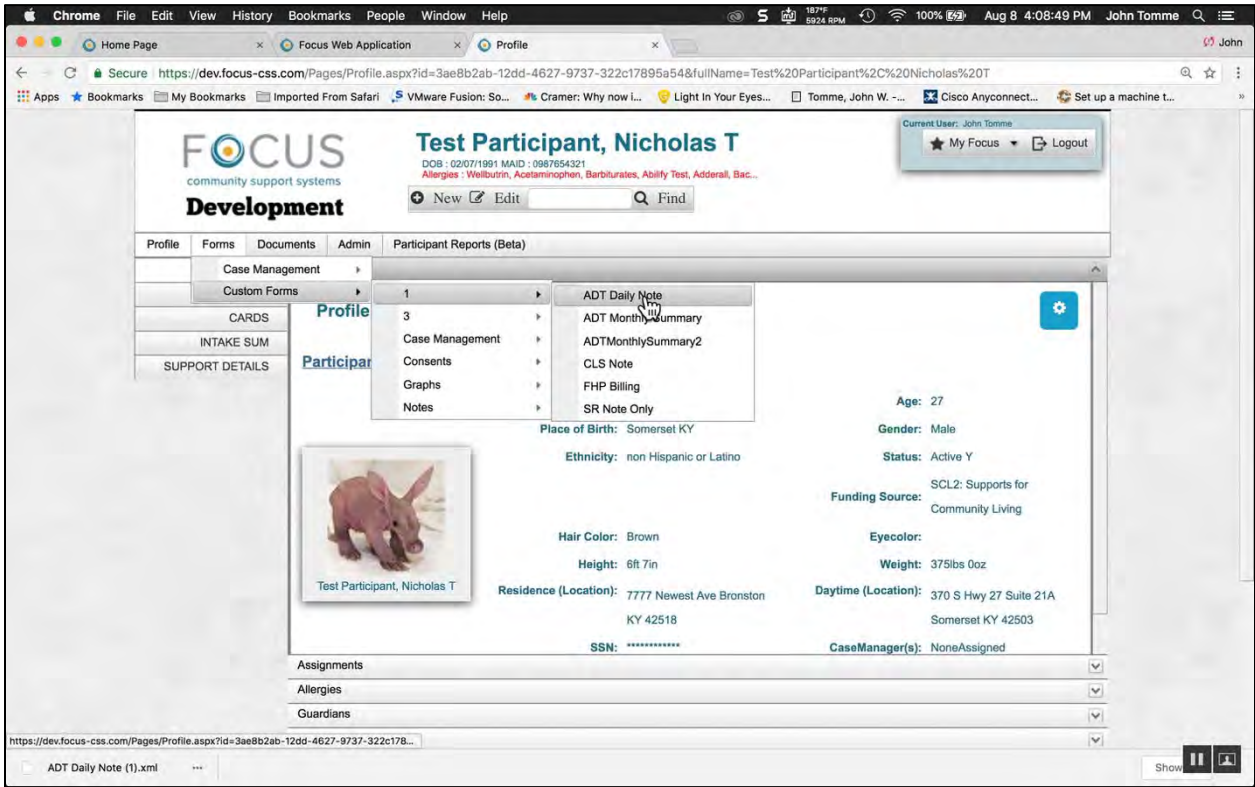 Chrome File Edit View History Bookmarks People Window Help 187°F 5924 RPM 100% Aug 8 4:08:49 PM John Tomme
Home Page × Focus Web Application × Profile × John
Secure https://dev.focus-css.com/Pages/Profile.aspx?id=3ae8b2ab-12dd-4627-9737-322c17895a54&fullName=Test%20Participant%2C%20Nicholas%20T
Apps Bookmarks My Bookmarks Imported From Safari VMware Fusion: So... Cramer: Why now i... Light In Your Eyes... Tomme, John W. -... Cisco Anyconnect... Set up a machine t... »
FOCUS
community support systems
Development
Test Participant, Nicholas T
DOB : 02/07/1991 MAID : 0987654321
Allergies : Wellbutrin, Acetaminophen, Barbiturates, Abilify Test, Adderall, Bac...
New Edit Find
Current User: John Tomme
My Focus Logout
Profile Forms Documents Admin Participant Reports (Beta)
Case Management
Custom Forms
1
3
Case Management
Consents
Graphs
Notes
ADT Daily Note
ADT Monthly Summary
ADTMonthlySummary2
CLS Note
FHP Billing
SR Note Only
CARDS
INTAKE SUM
SUPPORT DETAILS
Profile
Participan
Age: 27
Place of Birth: Somerset KY Gender: Male
Ethnicity: non Hispanic or Latino Status: Active Y
Funding Source: SCL2: Supports for
Community Living
Hair Color: Brown Eyecolor:
Height: 6ft 7in Weight: 375lbs 0oz
Test Participant, Nicholas T
Residence (Location): 7777 Newest Ave Bronston Daytime (Location): 370 S Hwy 27 Suite 21A
KY 42518 Somerset KY 42503
SSN: *********** CaseManager(s): NoneAssigned
Assignments
Allergies
Guardians
https://dev.focus-css.com/Pages/Profile.aspx?id=3ae8b2ab-12dd-4627-9737-322c178...
ADT Daily Note (1).xml ... Show